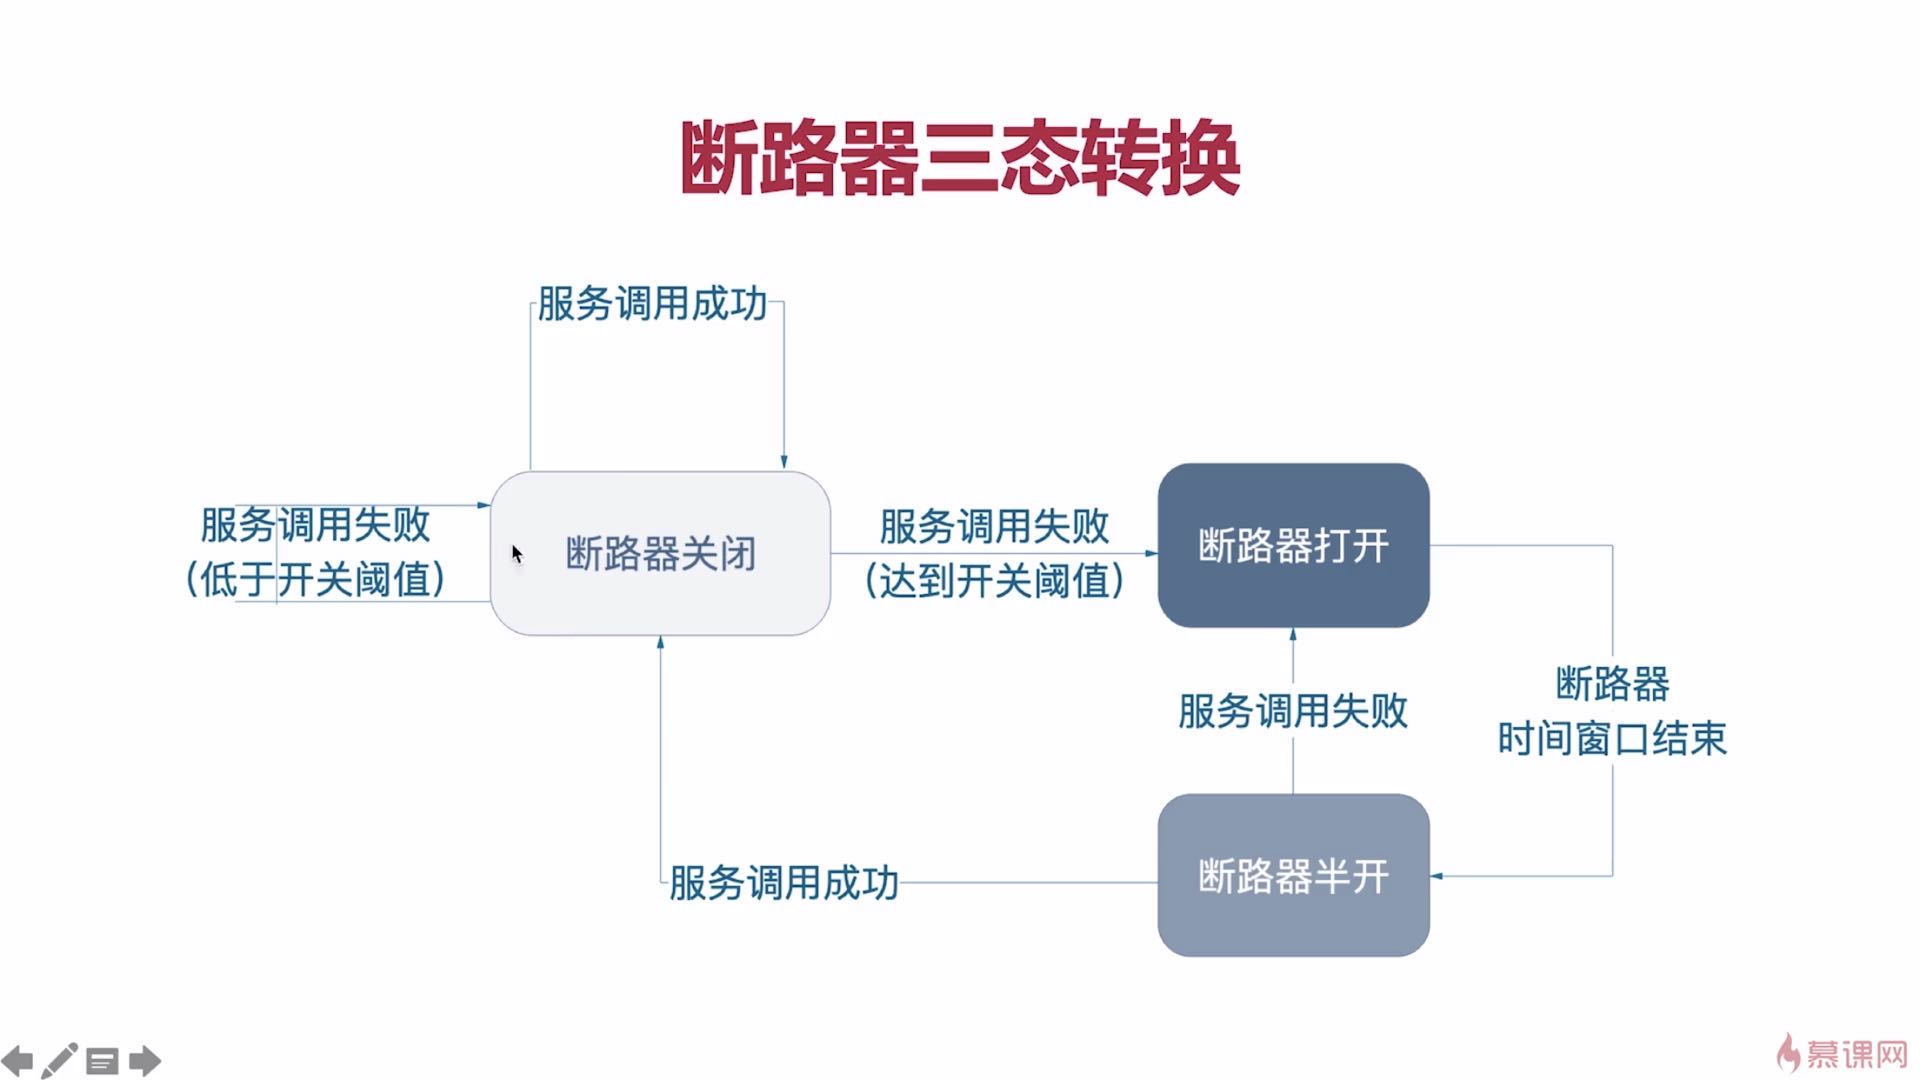 断路器三态转换
服务调用成功
服务调用失败
(低于开关阈值)
断路器关闭
服务调用失败
(达到开关阈值)
断路器打开
服务调用失败
断路器
时间窗口结束
服务调用成功
断路器半开
慕课网